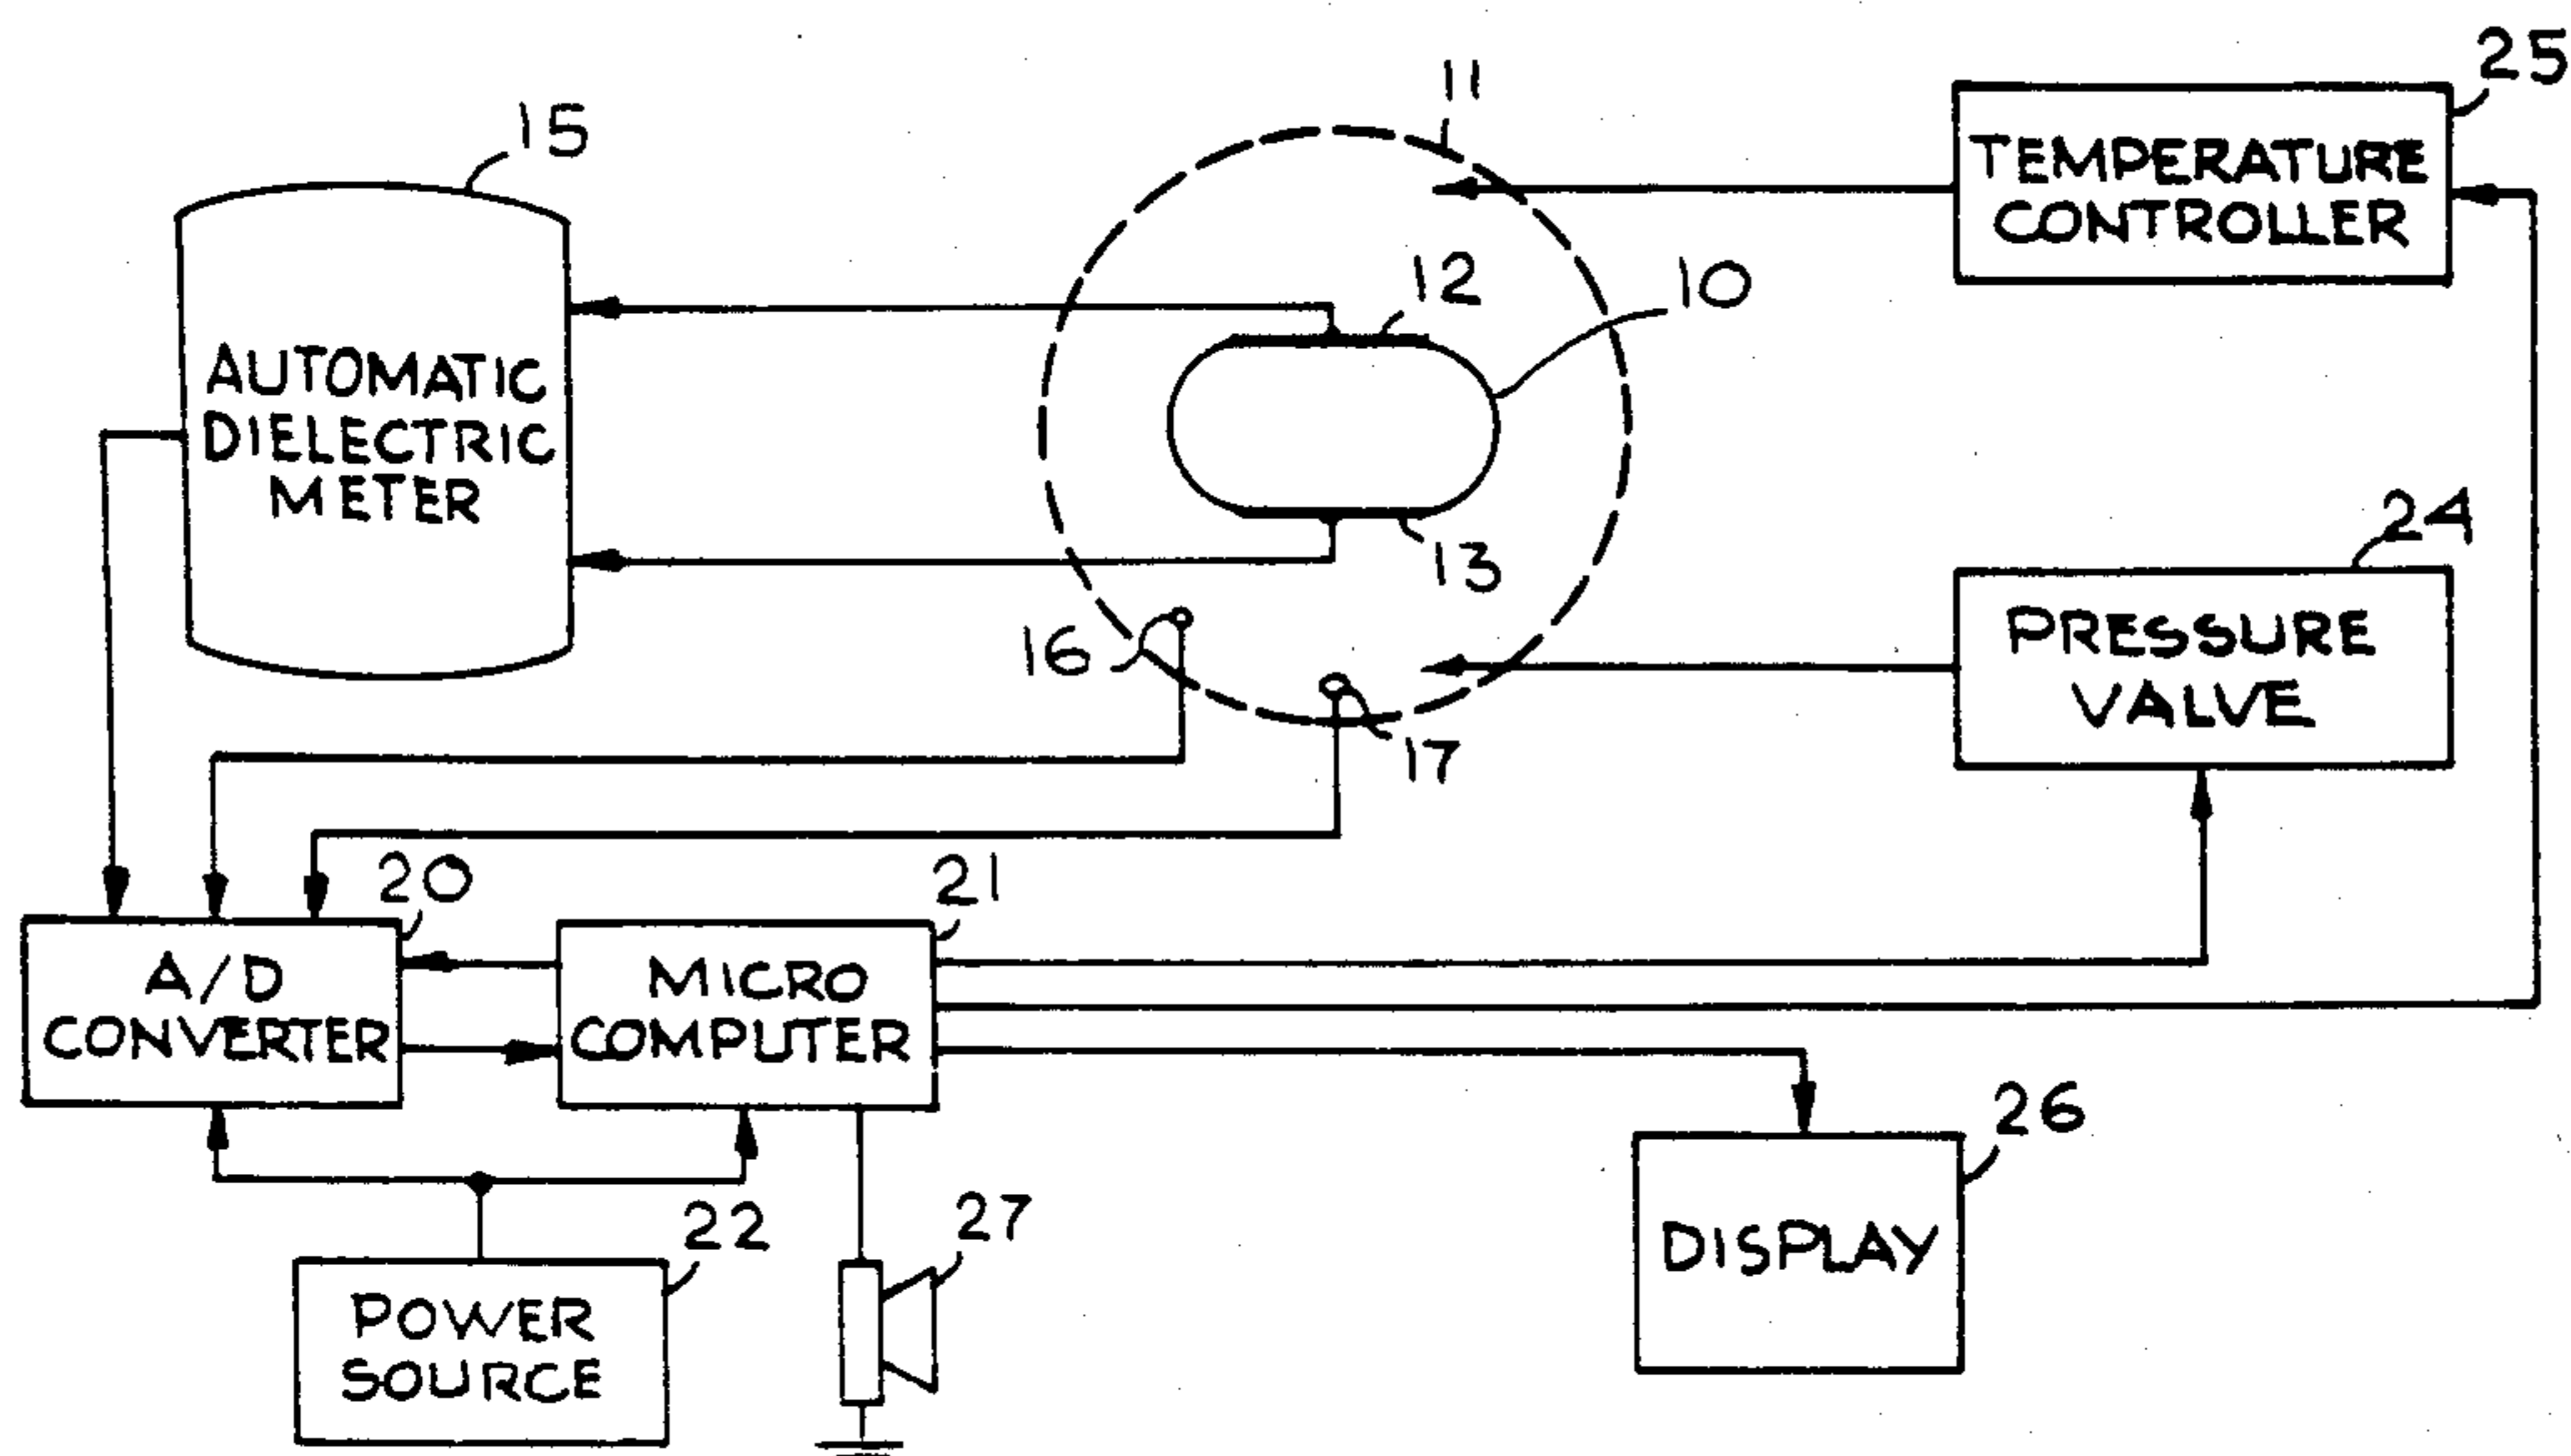 11
25
15
TEMPERATURE
CONTROLLER
12
10
AUTOMATIC
DIELECTRIC
METER
13
24
16
PRESSURE
VALVE
17
20
21
A/D
CONVERTER
MICRO
COMPUTER
26
22
27
DISPLAY
POWER
SOURCE